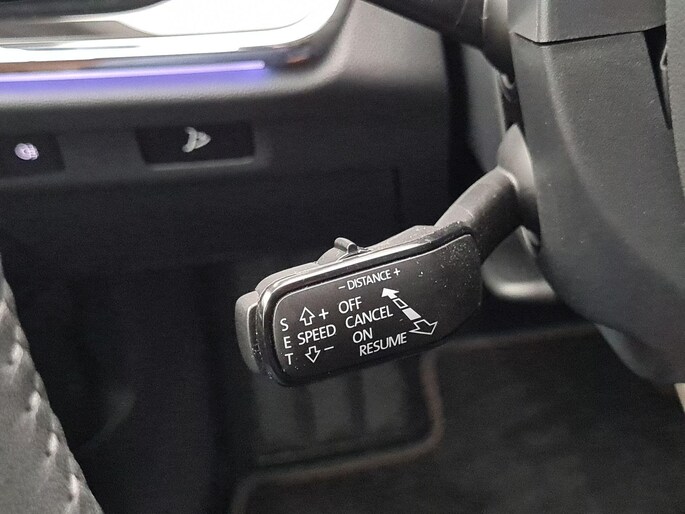 − DISTANCE +
S + OFF
E SPEED CANCEL
T − ON
RESUME